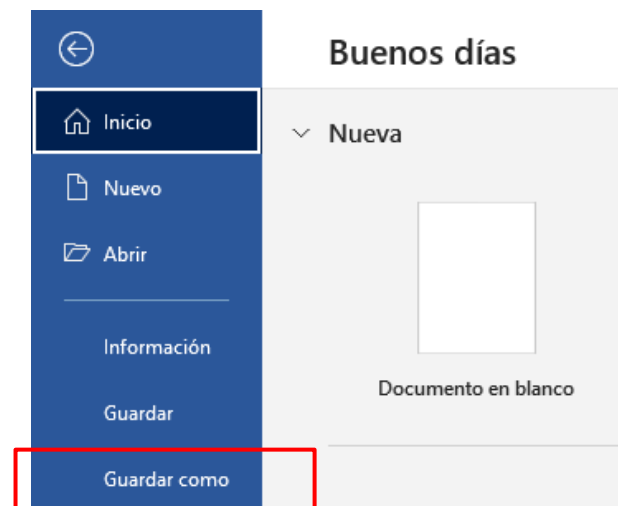 Buenos días
Inicio
Nueva
Nuevo
Abrir
Información
Documento en blanco
Guardar
Guardar como